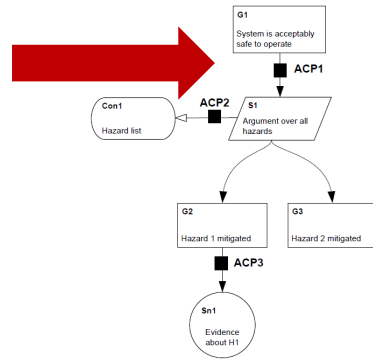 G1
System is acceptably
safe to operate
ACP1
Con1
Hazard list
ACP2
S1
Argument over all
hazards
G2
Hazard 1 mitigated
G3
Hazard 2 mitigated
ACP3
Sn1
Evidence
about H1